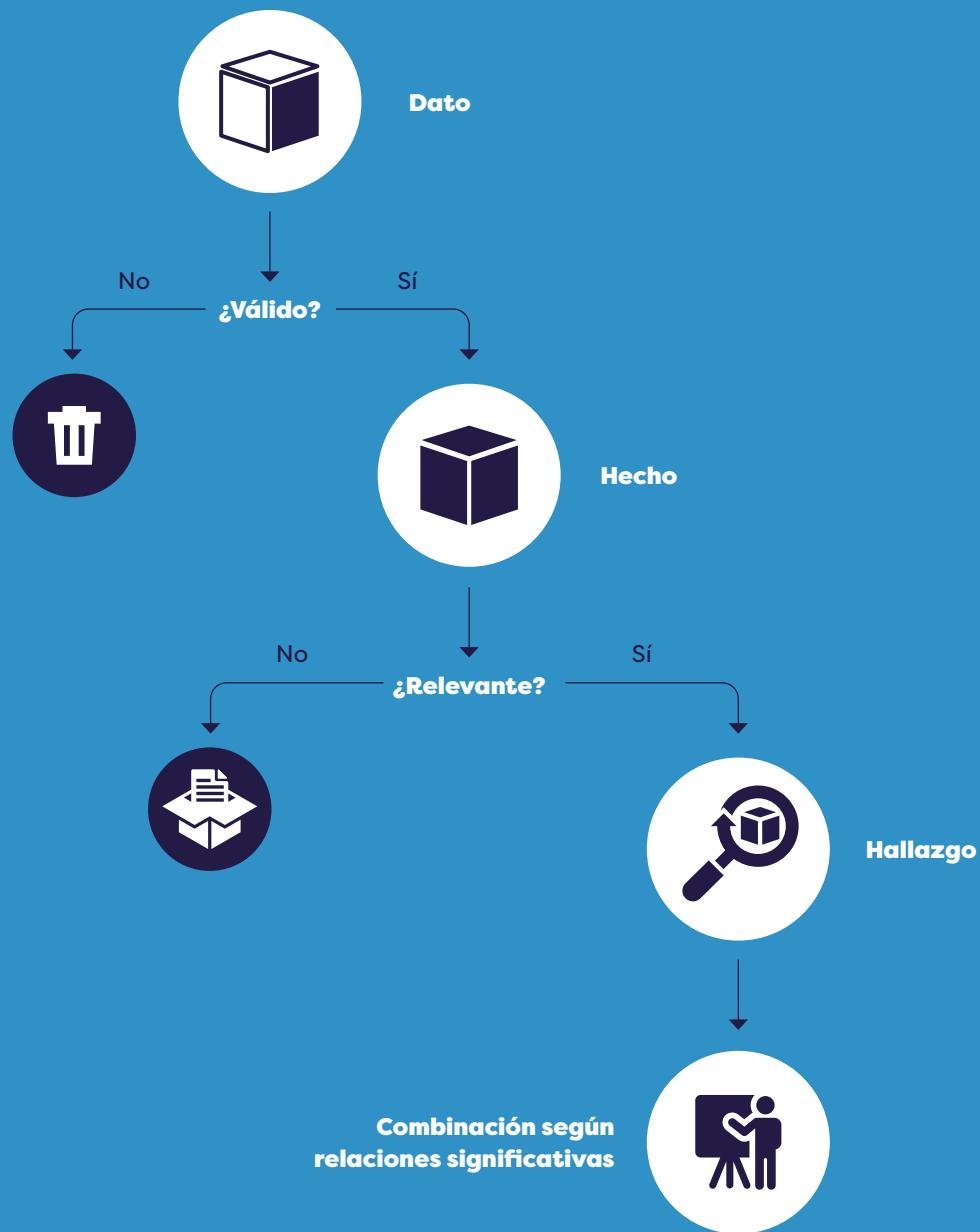 Dato
No
Sí
¿Válido?
Hecho
No
Sí
¿Relevante?
Hallazgo
Combinación según
relaciones significativas